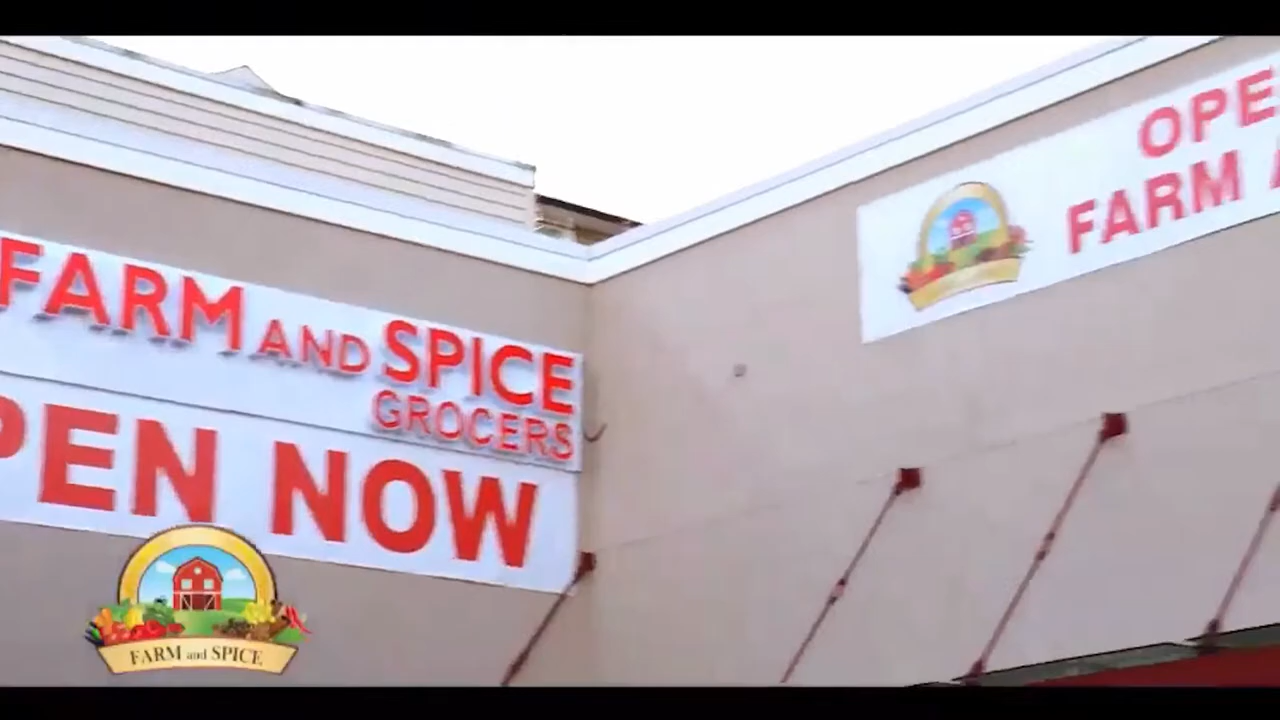 FARM AND SPICE
GROCERS
PEN NOW
OPE
FARM A
FARM and SPICE